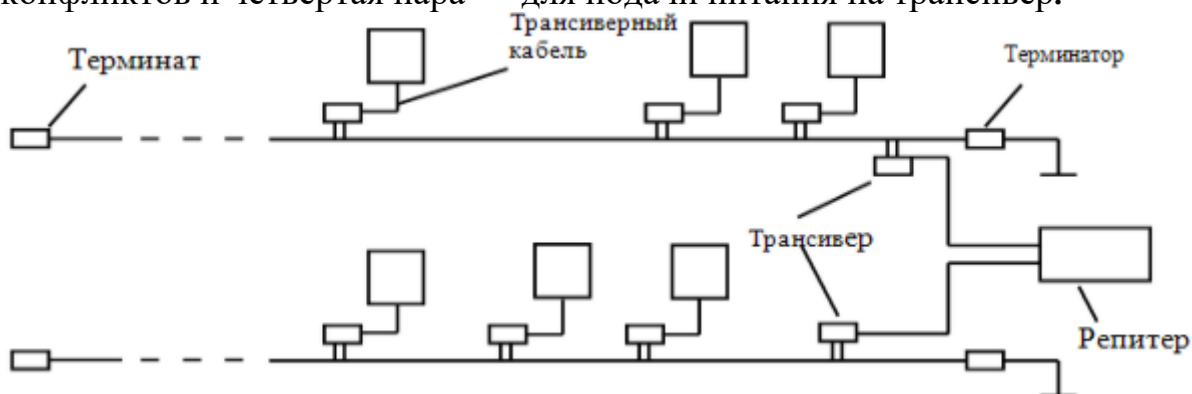 конфликтов и четвертая пара — для подачи питания на трансивер.
Трансиверный
кабель
Терминат
Терминатор
Трансивер
Репитер